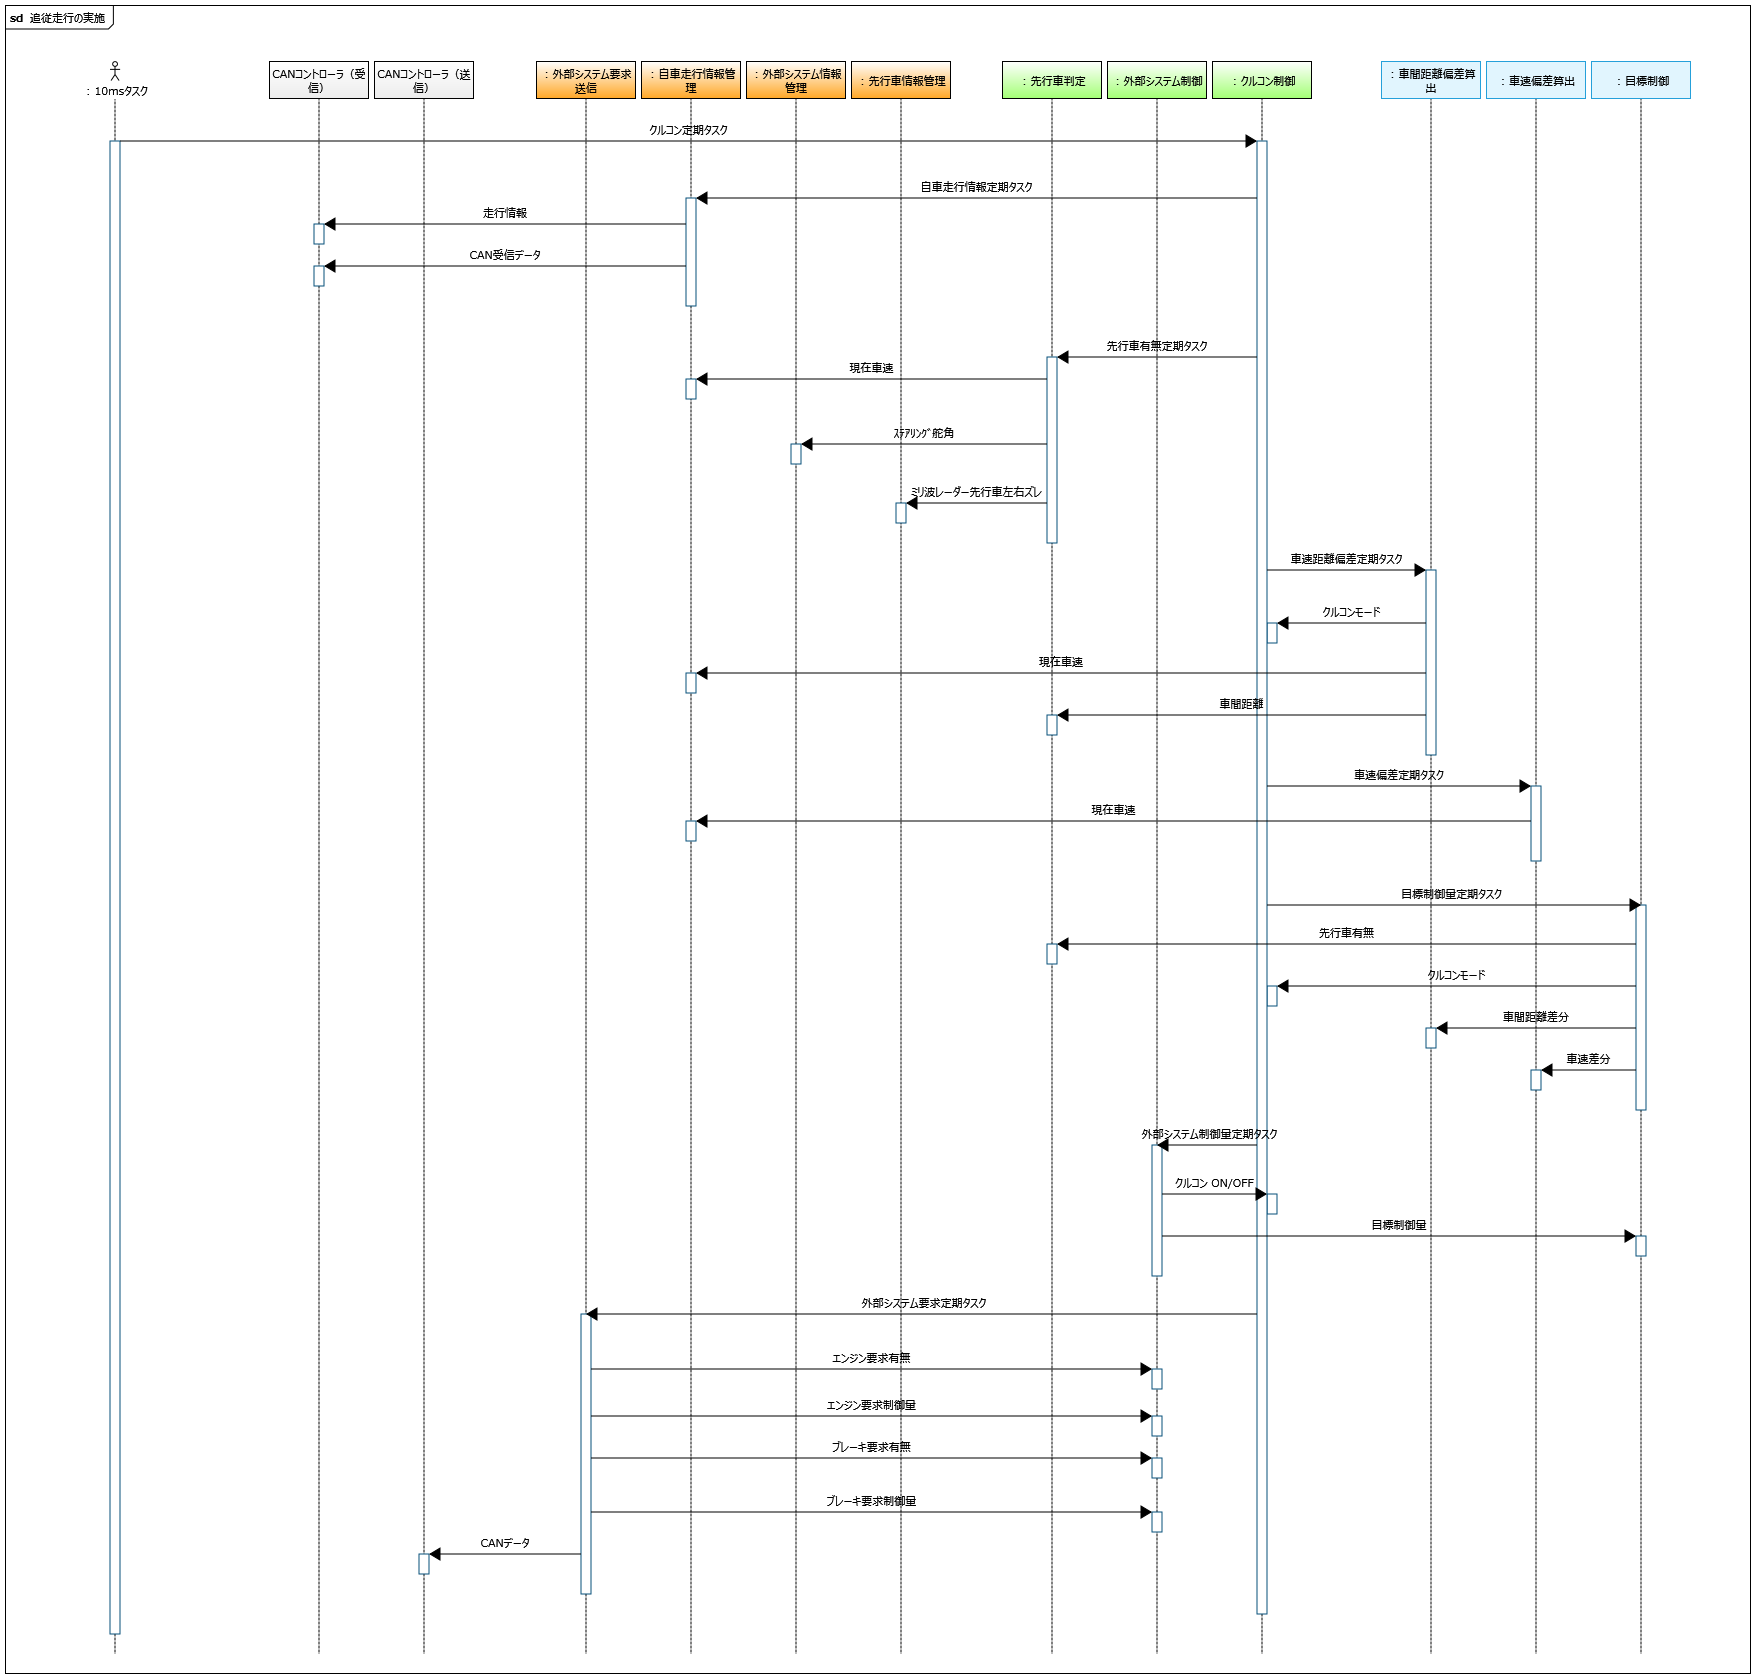 sd 追従走行の実施
: 10msタスク
CANコントローラ（受
信）
CANコントローラ（送
信）
: 外部システム要求
送信
: 自車走行情報管
理
: 外部システム情報
管理
: 先行車情報管理
: 先行車判定
: 外部システム制御
: クルコン制御
: 車間距離偏差算
出
: 車速偏差算出
: 目標制御
クルコン定期タスク
自車走行情報定期タスク
走行情報
CAN受信データ
先行車有無定期タスク
現在車速
ｽﾃｱﾘﾝｸﾞ舵角
ミリ波レーダー先行車左右ズレ
車速距離偏差定期タスク
クルコンモード
現在車速
車間距離
車速偏差定期タスク
現在車速
目標制御量定期タスク
先行車有無
クルコンモード
車間距離差分
車速差分
外部システム制御量定期タスク
クルコン ON/OFF
目標制御量
外部システム要求定期タスク
エンジン要求有無
エンジン要求制御量
ブレーキ要求有無
ブレーキ要求制御量
CANデータ